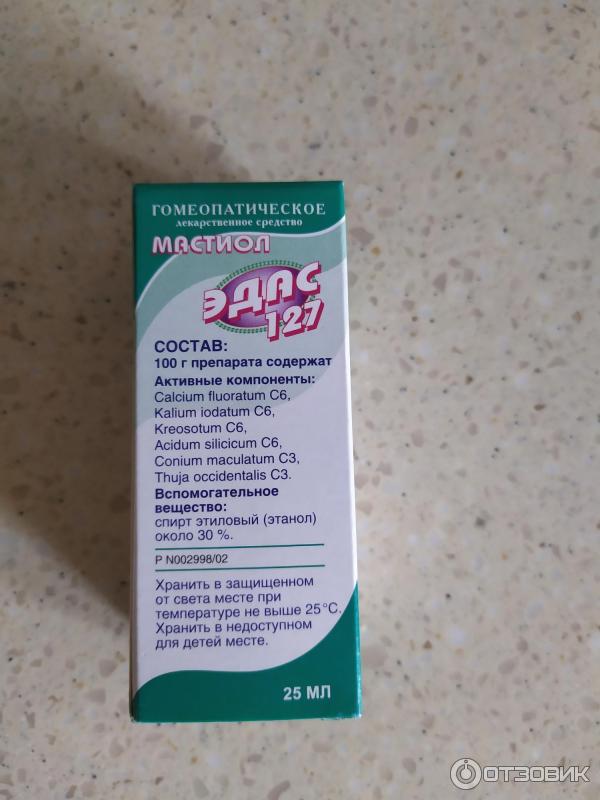 ГОМЕОПАТИЧЕСКОЕ
лекарственное средство
МАСТИОЛ
ЭДАС
127
СОСТАВ:
100 г препарата содержат
Активные компоненты:
Calcium fluoratum C6,
Kalium iodatum C6,
Kreosotum C6,
Acidum silicicum C6,
Conium maculatum C3,
Thuja occidentalis C3.
Вспомогательное
вещество:
спирт этиловый (этанол)
около 30 %.
Р N002998/02
Хранить в защищенном
от света месте при
температуре не выше 25°С.
Хранить в недоступном
для детей месте.
25 МЛ
ОТЗОВИК